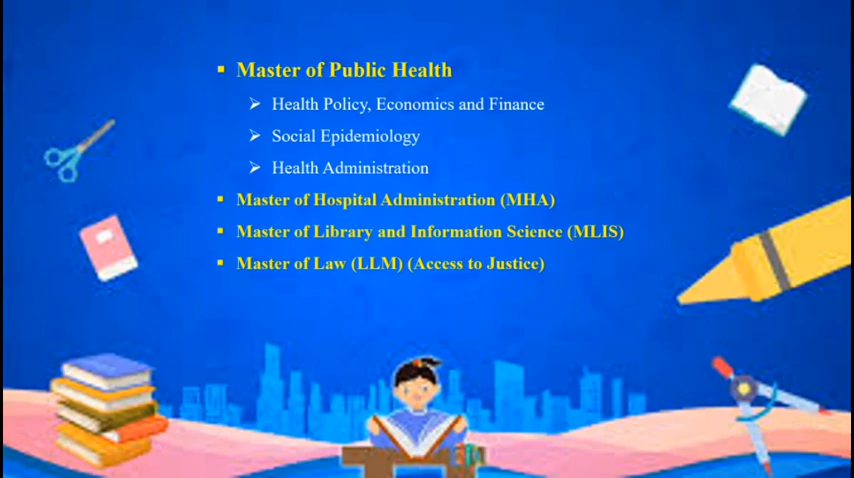 ▪ Master of Public Health
➢ Health Policy, Economics and Finance
➢ Social Epidemiology
➢ Health Administration
▪ Master of Hospital Administration (MHA)
▪ Master of Library and Information Science (MLIS)
▪ Master of Law (LLM) (Access to Justice)